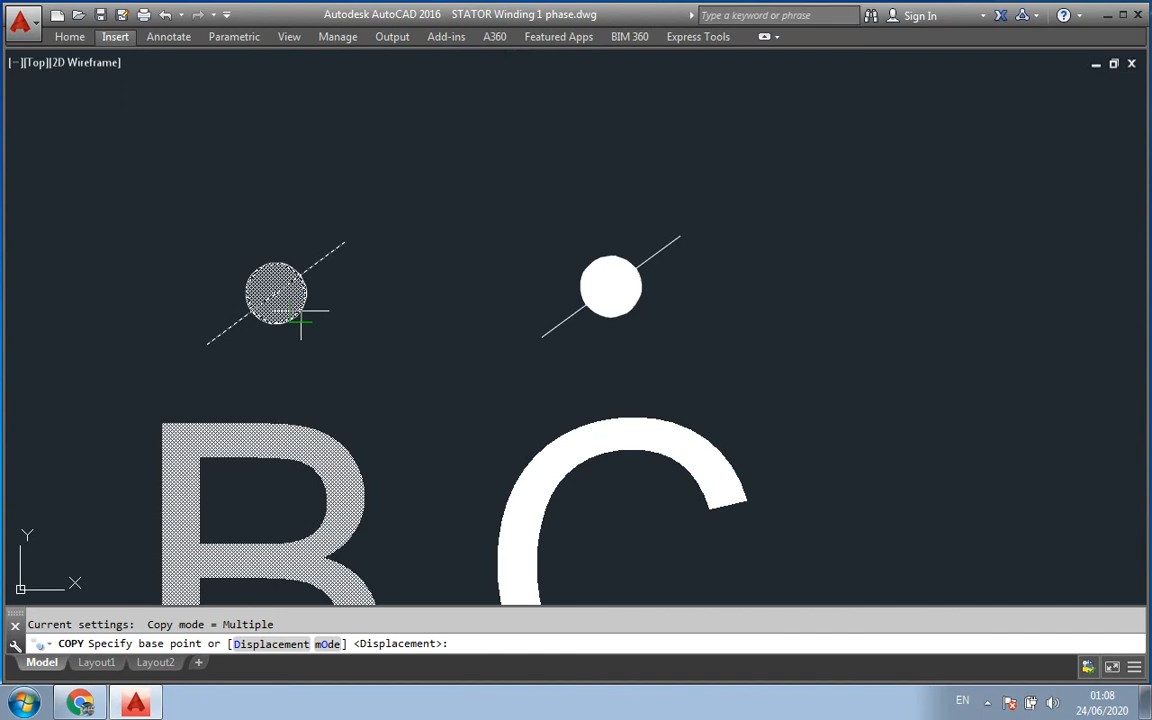 Autodesk AutoCAD 2016 STATOR Winding 1 phase.dwg
Type a keyword or phrase
Sign In
Home Insert Annotate Parametric View Manage Output Add-ins A360 Featured Apps BIM 360 Express Tools
[−][Top][2D Wireframe]
B C
Y
X
Current settings: Copy mode = Multiple
COPY Specify base point or [Displacement mOde] <Displacement>:
Model Layout1 Layout2 +
EN
01:08
24/06/2020